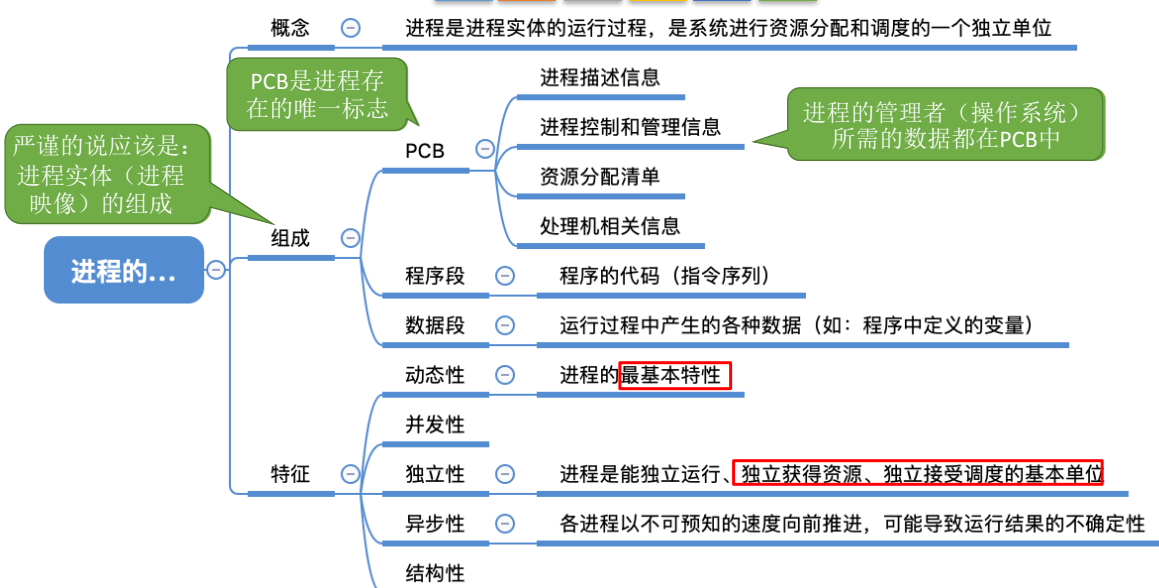 概念
进程是进程实体的运行过程，是系统进行资源分配和调度的一个独立单位
PCB是进程存
在的唯一标志
进程描述信息
进程控制和管理信息
进程的管理者（操作系统）
所需的数据都在PCB中
严谨的说应该是：
进程实体（进程
映像）的组成
PCB
资源分配清单
处理机相关信息
组成
进程的...
程序段
程序的代码（指令序列）
数据段
运行过程中产生的各种数据（如：程序中定义的变量）
动态性
进程的最基本特性
并发性
特征
独立性
进程是能独立运行、独立获得资源、独立接受调度的基本单位
异步性
各进程以不可预知的速度向前推进，可能导致运行结果的不确定性
结构性